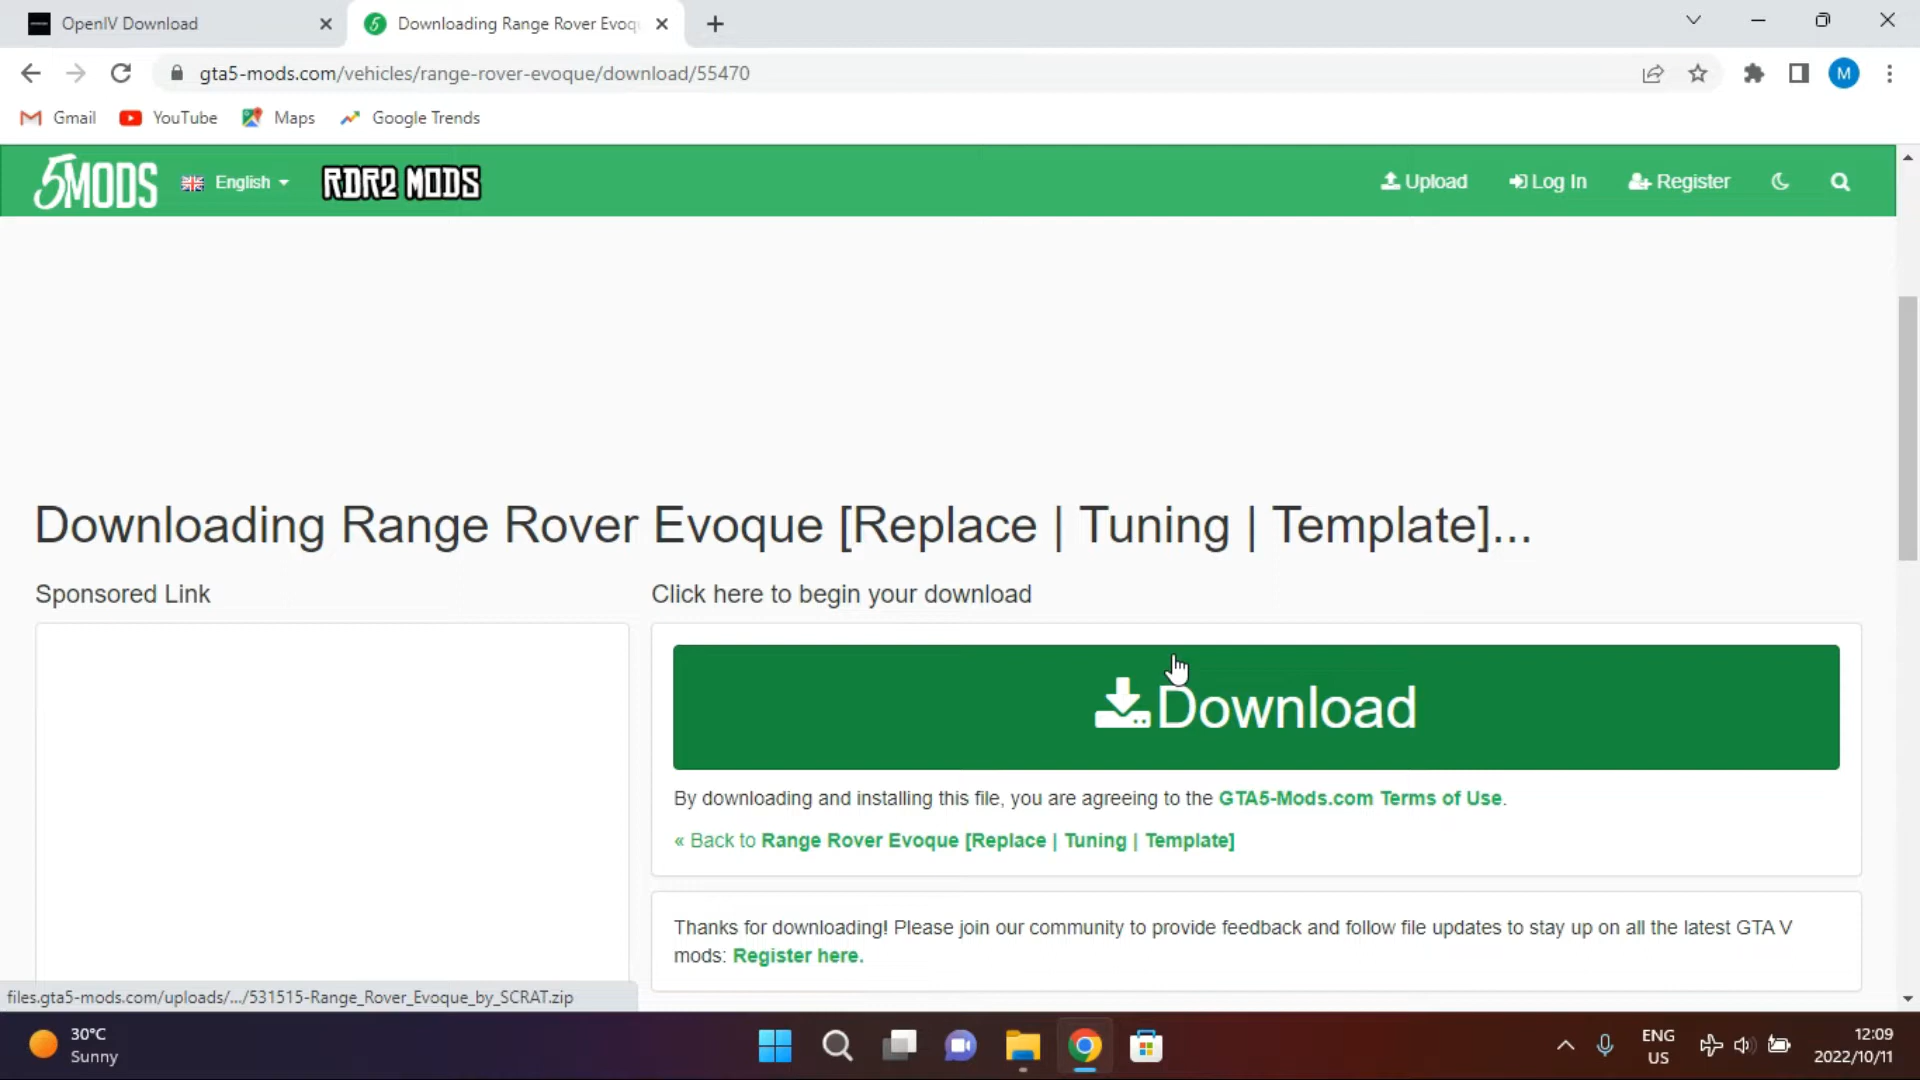 OpenIV Download
Downloading Range Rover Evoq
gta5-mods.com/vehicles/range-rover-evoque/download/55470
M
Gmail
YouTube
Maps
Google Trends
5MODS
English
RDR2 MODS
Upload
Log In
Register
Downloading Range Rover Evoque [Replace | Tuning | Template]...
Sponsored Link
Click here to begin your download
Download
By downloading and installing this file, you are agreeing to the GTA5-Mods.com Terms of Use.
« Back to Range Rover Evoque [Replace | Tuning | Template]
Thanks for downloading! Please join our community to provide feedback and follow file updates to stay up on all the latest GTA V
mods: Register here.
files.gta5-mods.com/uploads/.../531515-Range_Rover_Evoque_by_SCRAT.zip
30°C
Sunny
ENG
US
12:09
2022/10/11